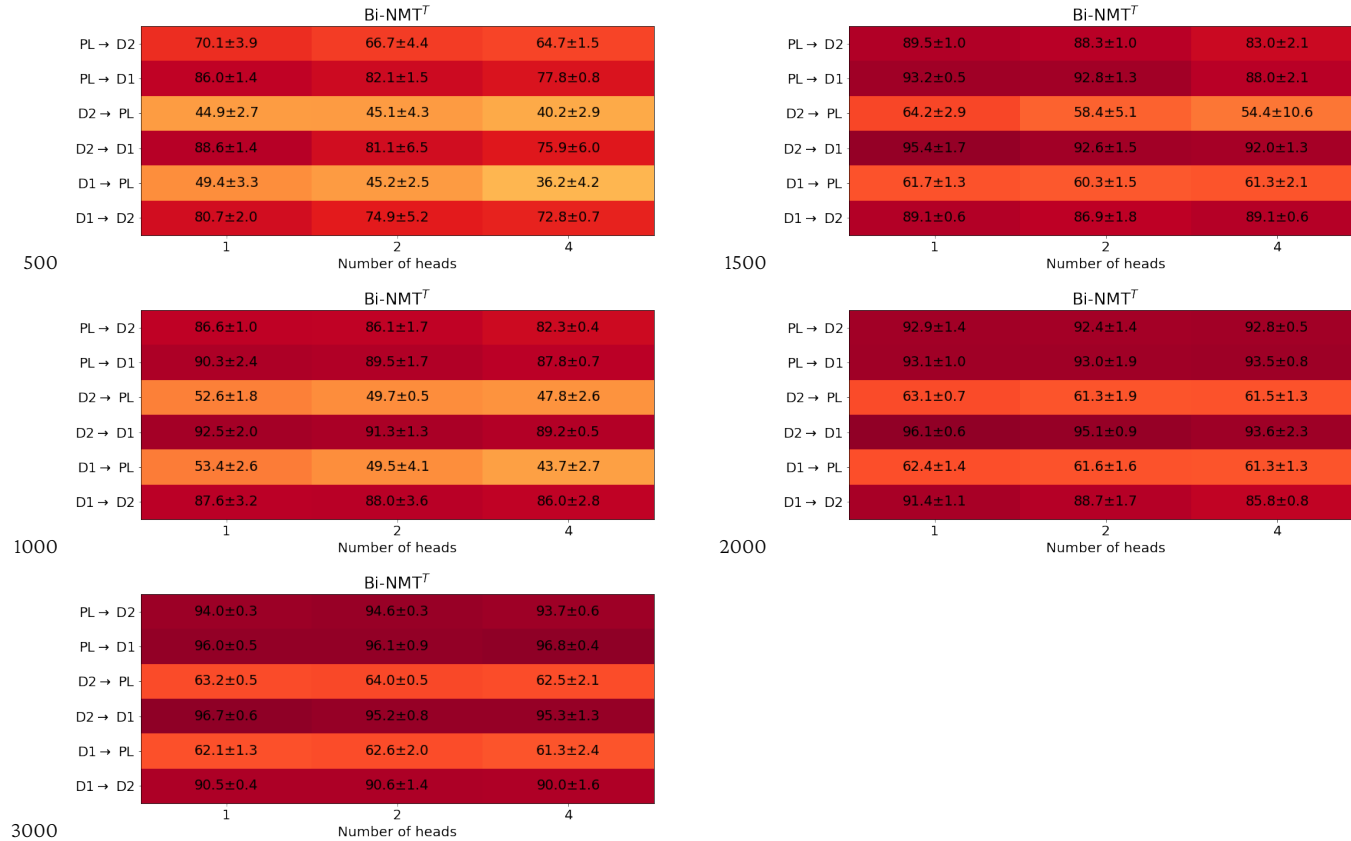 Bi-NMT^T
PL → D2 70.1±3.9 66.7±4.4 64.7±1.5
PL → D1 86.0±1.4 82.1±1.5 77.8±0.8
D2 → PL 44.9±2.7 45.1±4.3 40.2±2.9
D2 → D1 88.6±1.4 81.1±6.5 75.9±6.0
D1 → PL 49.4±3.3 45.2±2.5 36.2±4.2
D1 → D2 80.7±2.0 74.9±5.2 72.8±0.7
1 2 4
500 Number of heads
Bi-NMT^T
PL → D2 89.5±1.0 88.3±1.0 83.0±2.1
PL → D1 93.2±0.5 92.8±1.3 88.0±2.1
D2 → PL 64.2±2.9 58.4±5.1 54.4±10.6
D2 → D1 95.4±1.7 92.6±1.5 92.0±1.3
D1 → PL 61.7±1.3 60.3±1.5 61.3±2.1
D1 → D2 89.1±0.6 86.9±1.8 89.1±0.6
1 2 4
1500 Number of heads
Bi-NMT^T
PL → D2 86.6±1.0 86.1±1.7 82.3±0.4
PL → D1 90.3±2.4 89.5±1.7 87.8±0.7
D2 → PL 52.6±1.8 49.7±0.5 47.8±2.6
D2 → D1 92.5±2.0 91.3±1.3 89.2±0.5
D1 → PL 53.4±2.6 49.5±4.1 43.7±2.7
D1 → D2 87.6±3.2 88.0±3.6 86.0±2.8
1 2 4
1000 Number of heads
Bi-NMT^T
PL → D2 92.9±1.4 92.4±1.4 92.8±0.5
PL → D1 93.1±1.0 93.0±1.9 93.5±0.8
D2 → PL 63.1±0.7 61.3±1.9 61.5±1.3
D2 → D1 96.1±0.6 95.1±0.9 93.6±2.3
D1 → PL 62.4±1.4 61.6±1.6 61.3±1.3
D1 → D2 91.4±1.1 88.7±1.7 85.8±0.8
1 2 4
2000 Number of heads
Bi-NMT^T
PL → D2 94.0±0.3 94.6±0.3 93.7±0.6
PL → D1 96.0±0.5 96.1±0.9 96.8±0.4
D2 → PL 63.2±0.5 64.0±0.5 62.5±2.1
D2 → D1 96.7±0.6 95.2±0.8 95.3±1.3
D1 → PL 62.1±1.3 62.6±2.0 61.3±2.4
D1 → D2 90.5±0.4 90.6±1.4 90.0±1.6
1 2 4
3000 Number of heads